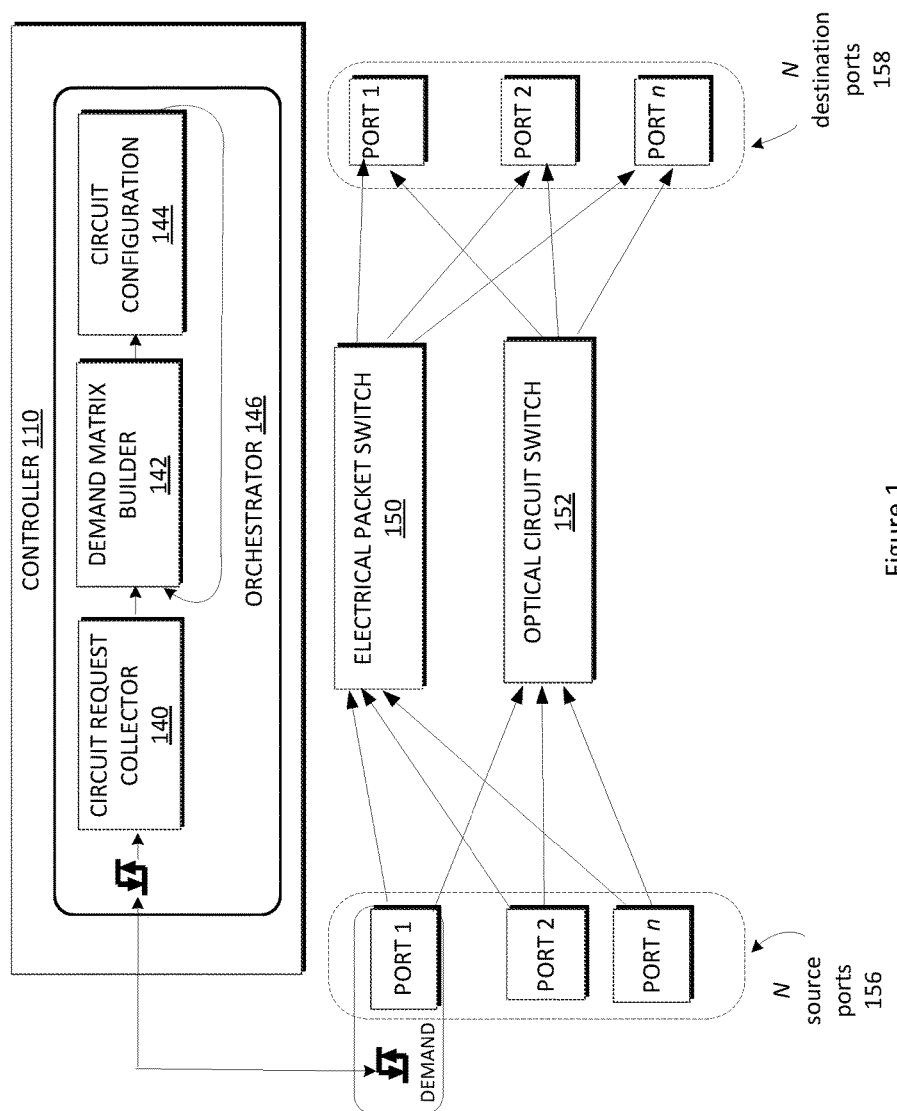 CONTROLLER 110
CIRCUIT REQUEST
COLLECTOR
140
DEMAND MATRIX
BUILDER
142
CIRCUIT
CONFIGURATION
144
ORCHESTRATOR 146
DEMAND
PORT 1
PORT 2
PORT n
N
source
ports
156
ELECTRICAL PACKET SWITCH
150
OPTICAL CIRCUIT SWITCH
152
PORT 1
PORT 2
PORT n
N
destination
ports
158
Figure 1